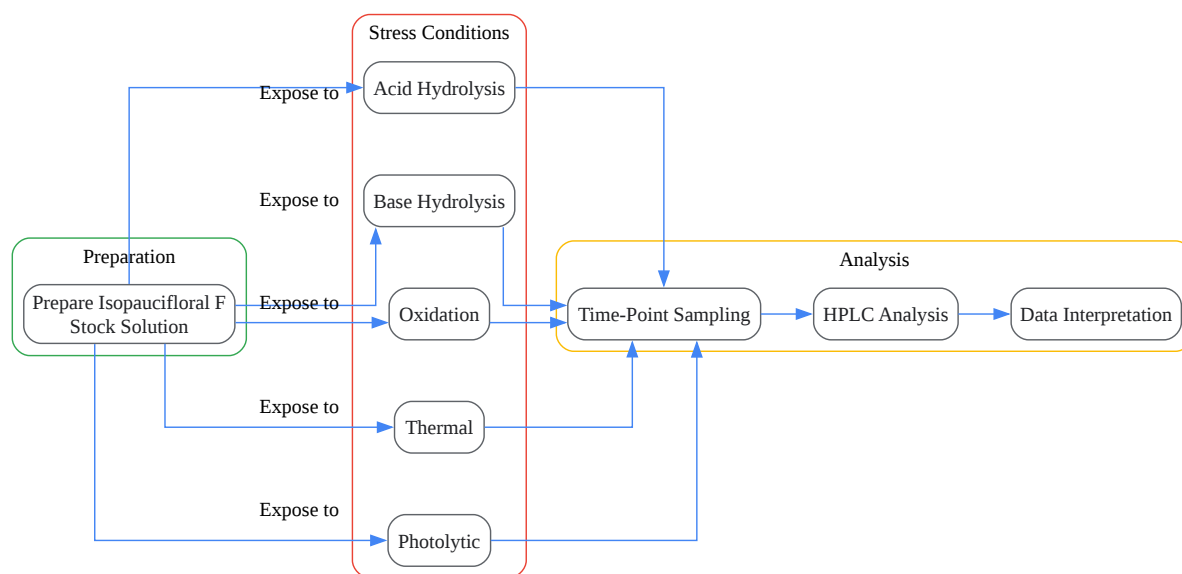 Stress Conditions
Expose to
Acid Hydrolysis
Expose to
Base Hydrolysis
Preparation
Prepare Isopaucifloral F
Stock Solution
Expose to
Oxidation
Analysis
Time-Point Sampling
HPLC Analysis
Data Interpretation
Expose to
Thermal
Expose to
Photolytic